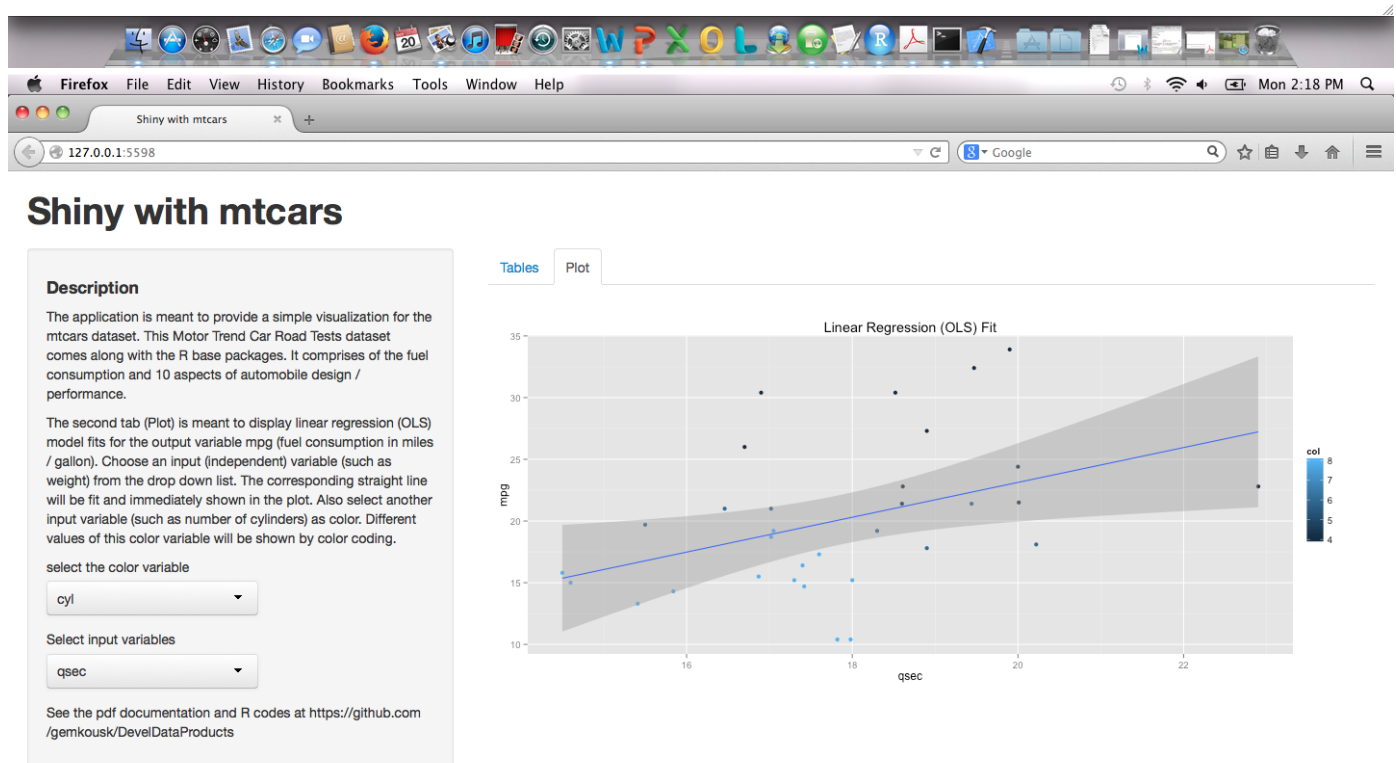 20
Firefox File Edit View History Bookmarks Tools Window Help
Mon 2:18 PM
Shiny with mtcars
127.0.0.1:5598
Google
Shiny with mtcars
Description
The application is meant to provide a simple visualization for the
mtcars dataset. This Motor Trend Car Road Tests dataset
comes along with the R base packages. It comprises of the fuel
consumption and 10 aspects of automobile design /
performance.
The second tab (Plot) is meant to display linear regression (OLS)
model fits for the output variable mpg (fuel consumption in miles
/ gallon). Choose an input (independent) variable (such as
weight) from the drop down list. The corresponding straight line
will be fit and immediately shown in the plot. Also select another
input variable (such as number of cylinders) as color. Different
values of this color variable will be shown by color coding.
select the color variable
cyl
Select input variables
qsec
See the pdf documentation and R codes at https://github.com
/gemkousk/DevelDataProducts
Tables Plot
Linear Regression (OLS) Fit
35
30
25
20
15
10
mpg
16 18 20 22
qsec
col
8
7
6
5
4